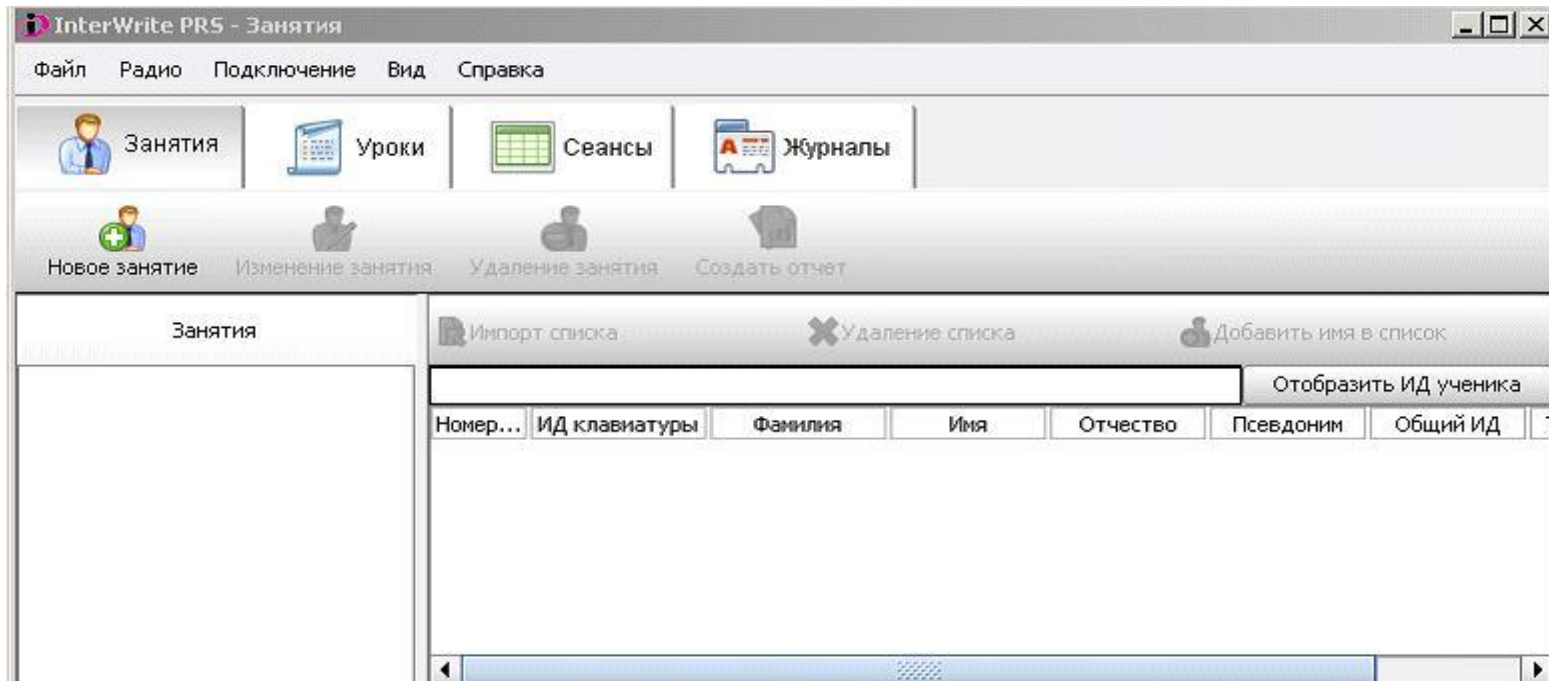 InterWrite PRS - Занятия
Файл Радио Подключение Вид Справка
Занятия Уроки Сеансы Журналы
Новое занятие Изменение занятия Удаление занятия Создать отчет
Занятия
Импорт списка Удаление списка Добавить имя в список
Отобразить ИД ученика
Номер... ИД клавиатуры Фамилия Имя Отчество Псевдоним Общий ИД